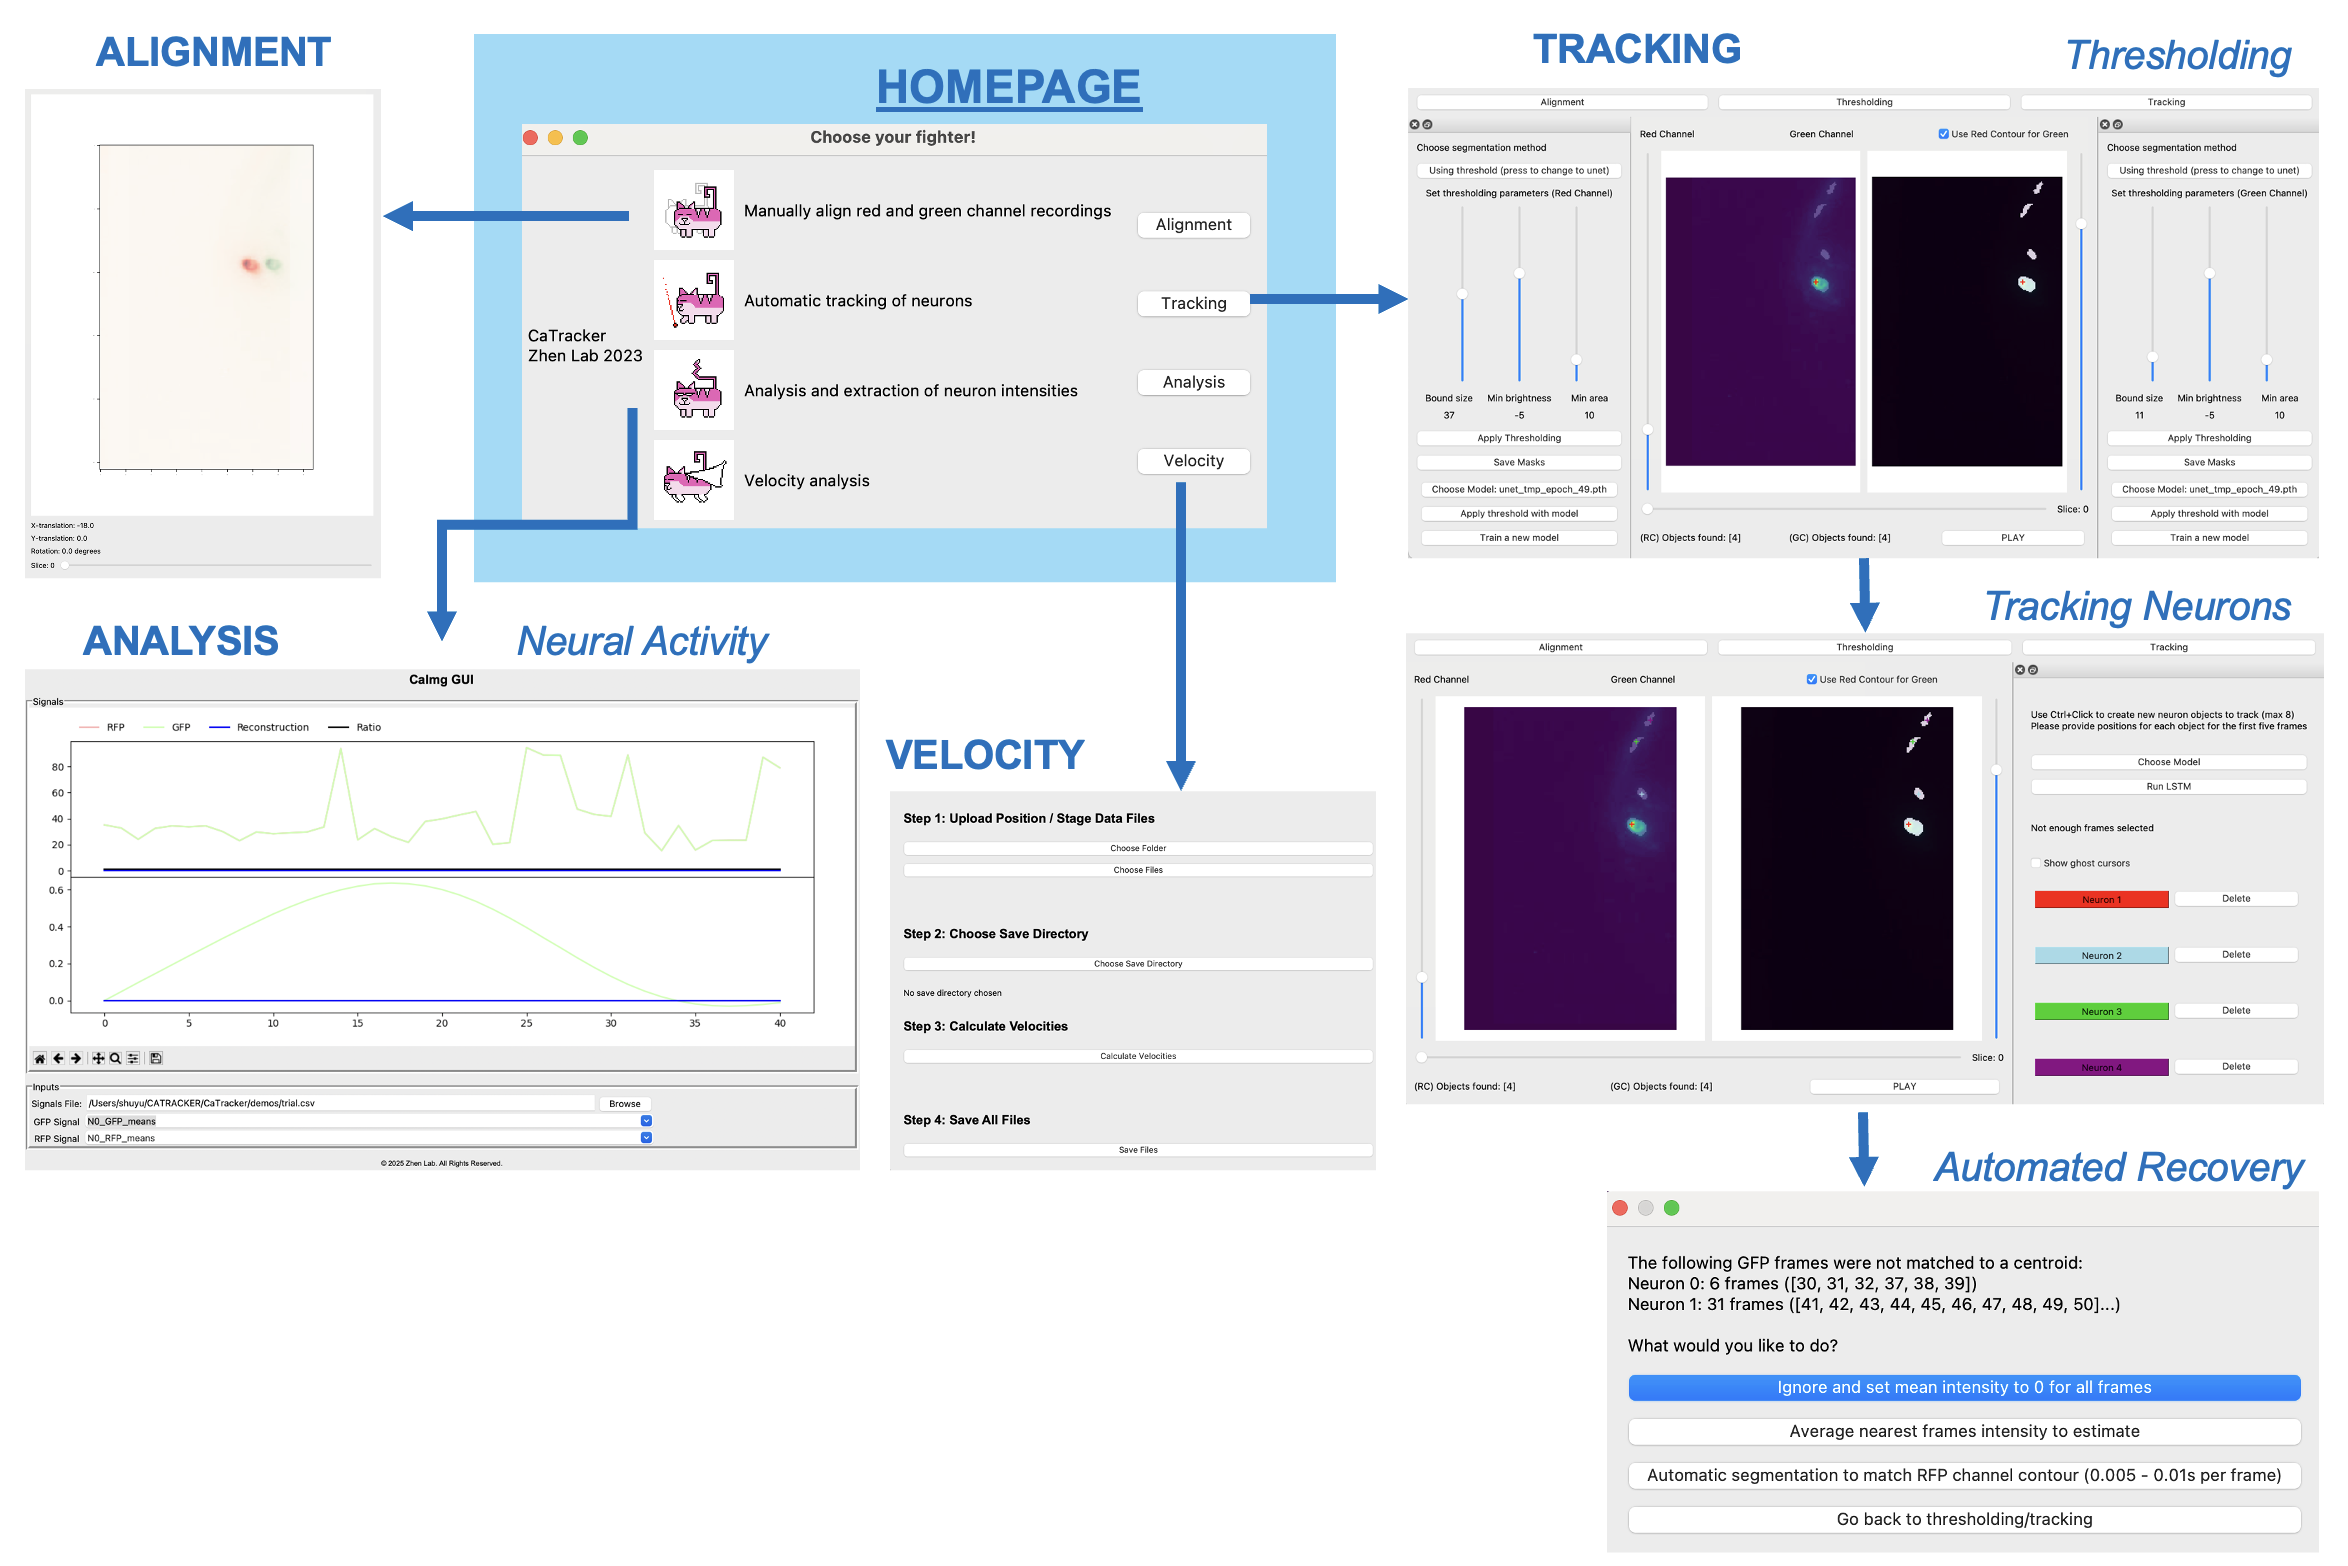 ALIGNMENT
X-translation: -18.0
Y-translation: 0.0
Rotation: 0.0 degrees
Slice: 0
HOMEPAGE
Choose your fighter!
CaTracker
Zhen Lab 2023
Manually align red and green channel recordings
Alignment
Automatic tracking of neurons
Tracking
Analysis and extraction of neuron intensities
Analysis
Velocity analysis
Velocity
TRACKING
Thresholding
Alignment
Thresholding
Tracking
Choose segmentation method
Using threshold (press to change to unet)
Set thresholding parameters (Red Channel)
Bound size
Min brightness
Min area
37
-5
10
Apply Thresholding
Save Masks
Choose Model: unet_tmp_epoch_49.pth
Apply threshold with model
Train a new model
Red Channel
Green Channel
Use Red Contour for Green
Slice: 0
(RC) Objects found: [4]
(GC) Objects found: [4]
PLAY
Choose segmentation method
Using threshold (press to change to unet)
Set thresholding parameters (Green Channel)
Bound size
Min brightness
Min area
11
-5
10
Apply Thresholding
Save Masks
Choose Model: unet_tmp_epoch_49.pth
Apply threshold with model
Train a new model
Tracking Neurons
Alignment
Thresholding
Tracking
Red Channel
Green Channel
Use Red Contour for Green
Slice: 0
(RC) Objects found: [4]
(GC) Objects found: [4]
PLAY
Use Ctrl+Click to create new neuron objects to track (max 8)
Please provide positions for each object for the first five frames
Choose Model
Run LSTM
Not enough frames selected
Show ghost cursors
Neuron 1
Delete
Neuron 2
Delete
Neuron 3
Delete
Neuron 4
Delete
ANALYSIS
Neural Activity
CaImg GUI
Signals
RFP
GFP
Reconstruction
Ratio
80
60
40
20
0
0.6
0.4
0.2
0.0
0
5
10
15
20
25
30
35
40
Inputs
Signals File:
/Users/shuyu/CATRACKER/CaTracker/demos/trial.csv
Browse
GFP Signal
N0_GFP_means
RFP Signal
N0_RFP_means
© 2025 Zhen Lab. All Rights Reserved.
VELOCITY
Step 1: Upload Position / Stage Data Files
Choose Folder
Choose Files
Step 2: Choose Save Directory
Choose Save Directory
No save directory chosen
Step 3: Calculate Velocities
Calculate Velocities
Step 4: Save All Files
Save Files
Automated Recovery
The following GFP frames were not matched to a centroid:
Neuron 0: 6 frames ([30, 31, 32, 37, 38, 39])
Neuron 1: 31 frames ([41, 42, 43, 44, 45, 46, 47, 48, 49, 50]...)
What would you like to do?
Ignore and set mean intensity to 0 for all frames
Average nearest frames intensity to estimate
Automatic segmentation to match RFP channel contour (0.005 - 0.01s per frame)
Go back to thresholding/tracking